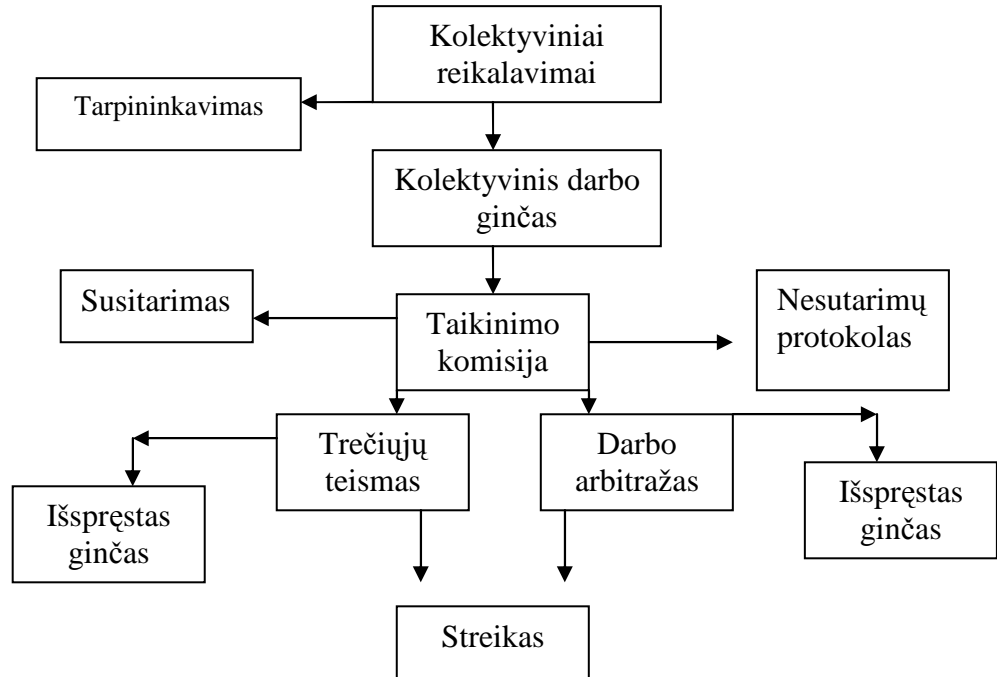 Kolektyviniai
reikalavimai
Tarpininkavimas
Kolektyvinis darbo
ginčas
Susitarimas
Taikinimo
komisija
Nesutarimų
protokolas
Trečiųjų
teismas
Darbo
arbitražas
Išspręstas
ginčas
Išspręstas
ginčas
Streikas